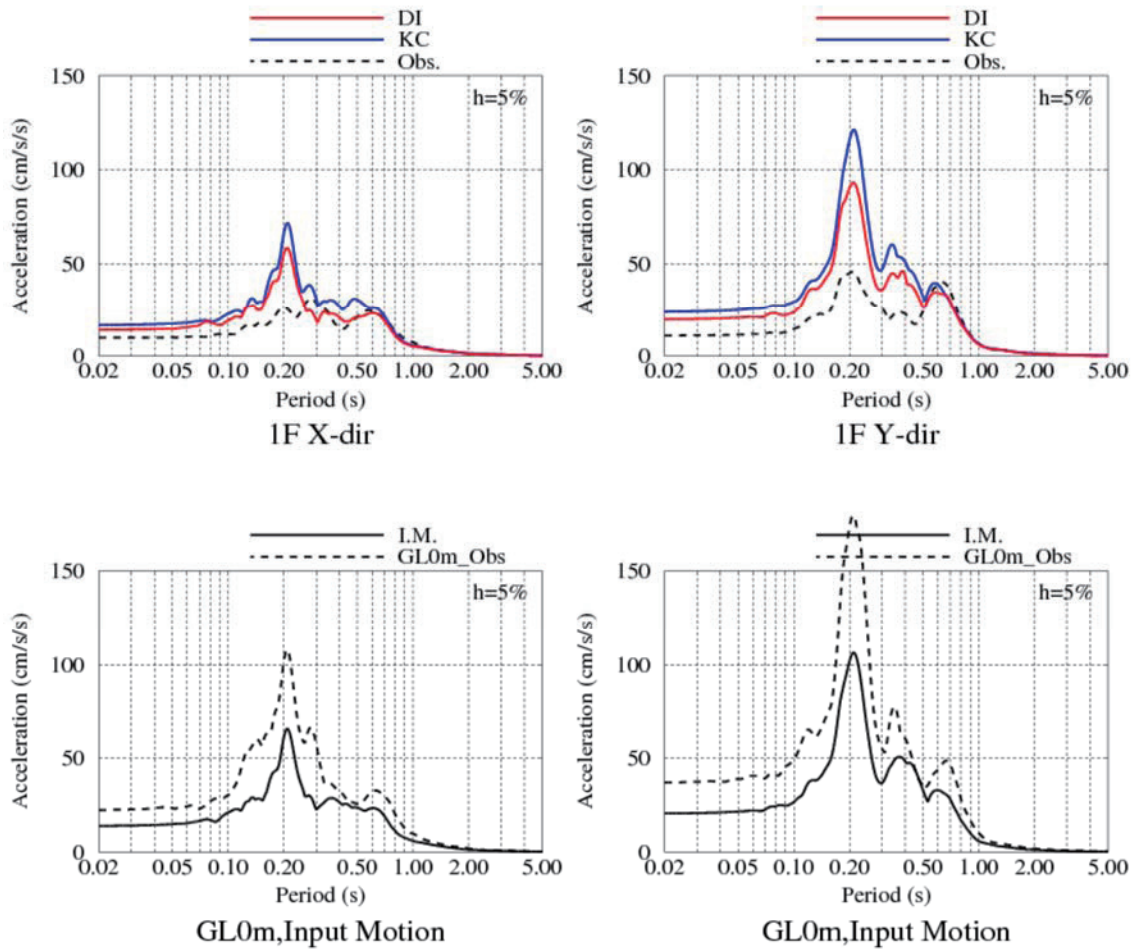 DI
KC
Obs.
150
100
50
0
Acceleration (cm/s/s)
h=5%
0.02 0.05 0.10 0.20 0.50 1.00 2.00 5.00
Period (s)
1F X-dir
DI
KC
Obs.
150
100
50
0
Acceleration (cm/s/s)
h=5%
0.02 0.05 0.10 0.20 0.50 1.00 2.00 5.00
Period (s)
1F Y-dir
I.M.
GL0m_Obs
150
100
50
0
Acceleration (cm/s/s)
h=5%
0.02 0.05 0.10 0.20 0.50 1.00 2.00 5.00
Period (s)
GL0m,Input Motion
I.M.
GL0m_Obs
150
100
50
0
Acceleration (cm/s/s)
h=5%
0.02 0.05 0.10 0.20 0.50 1.00 2.00 5.00
Period (s)
GL0m,Input Motion